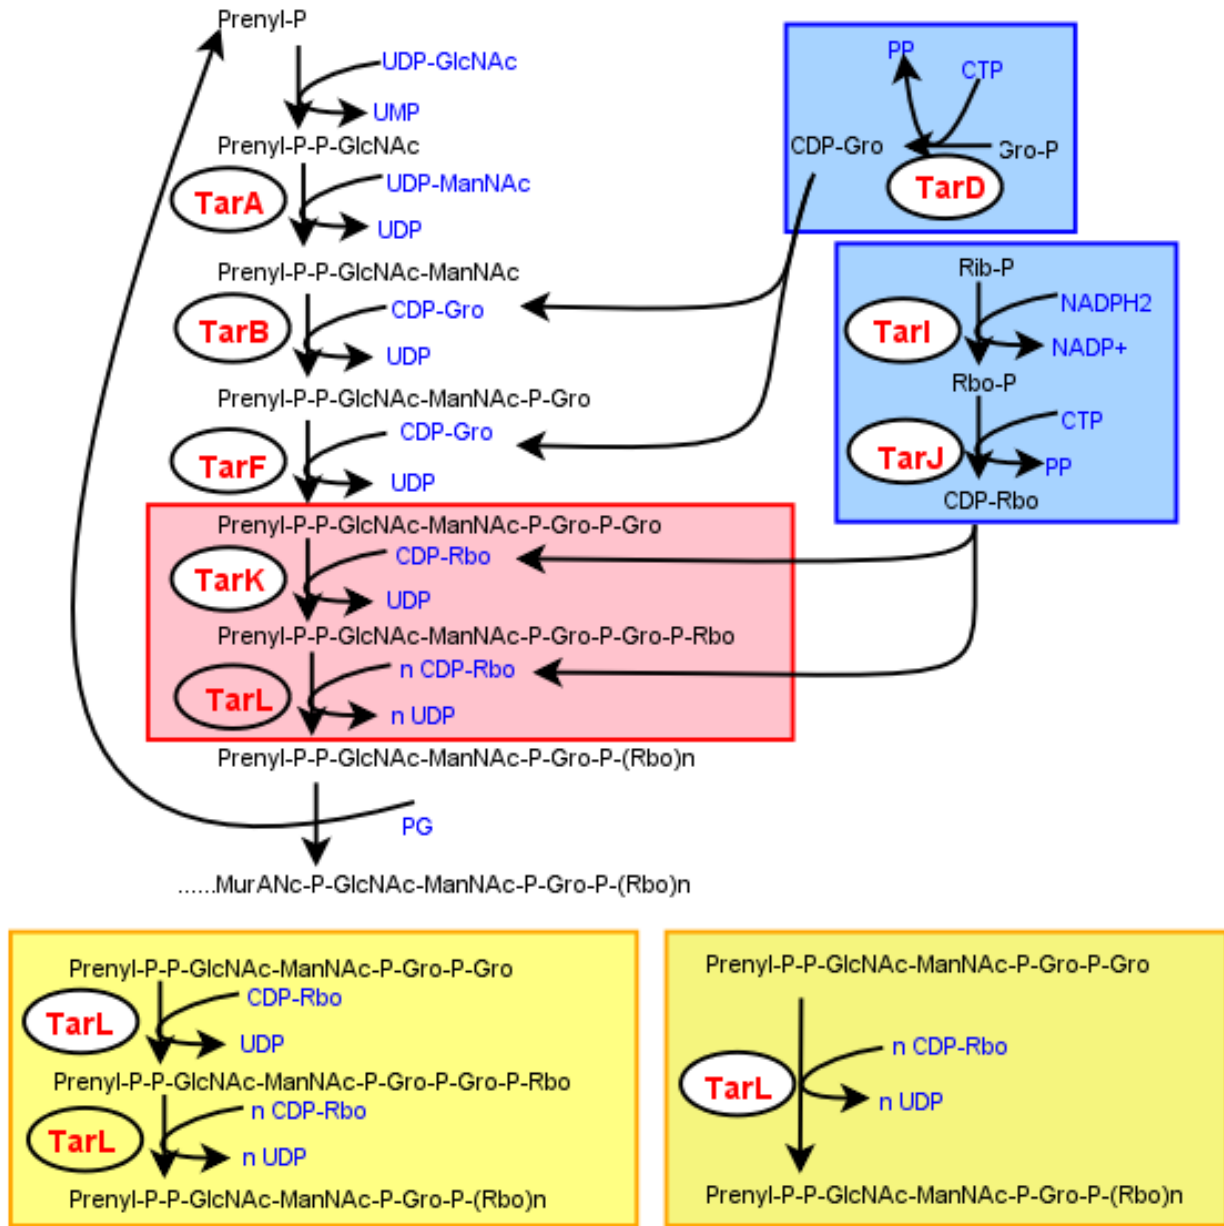 Prenyl-P
UDP-GlcNAc
UMP
Prenyl-P-P-GlcNAc
TarA
UDP-ManNAc
UDP
Prenyl-P-P-GlcNAc-ManNAc
TarB
CDP-Gro
UDP
Prenyl-P-P-GlcNAc-ManNAc-P-Gro
TarF
CDP-Gro
UDP
Prenyl-P-P-GlcNAc-ManNAc-P-Gro-P-Gro
TarK
CDP-Rbo
UDP
Prenyl-P-P-GlcNAc-ManNAc-P-Gro-P-Gro-P-Rbo
TarL
n CDP-Rbo
n UDP
Prenyl-P-P-GlcNAc-ManNAc-P-Gro-P-(Rbo)n
PG
......MurANc-P-GlcNAc-ManNAc-P-Gro-P-(Rbo)n
PP
CTP
CDP-Gro
Gro-P
TarD
Rib-P
NADPH2
TarI
NADP+
Rbo-P
CTP
TarJ
PP
CDP-Rbo
Prenyl-P-P-GlcNAc-ManNAc-P-Gro-P-Gro
CDP-Rbo
TarL
UDP
Prenyl-P-P-GlcNAc-ManNAc-P-Gro-P-Gro-P-Rbo
n CDP-Rbo
TarL
n UDP
Prenyl-P-P-GlcNAc-ManNAc-P-Gro-P-(Rbo)n
Prenyl-P-P-GlcNAc-ManNAc-P-Gro-P-Gro
n CDP-Rbo
TarL
n UDP
Prenyl-P-P-GlcNAc-ManNAc-P-Gro-P-(Rbo)n